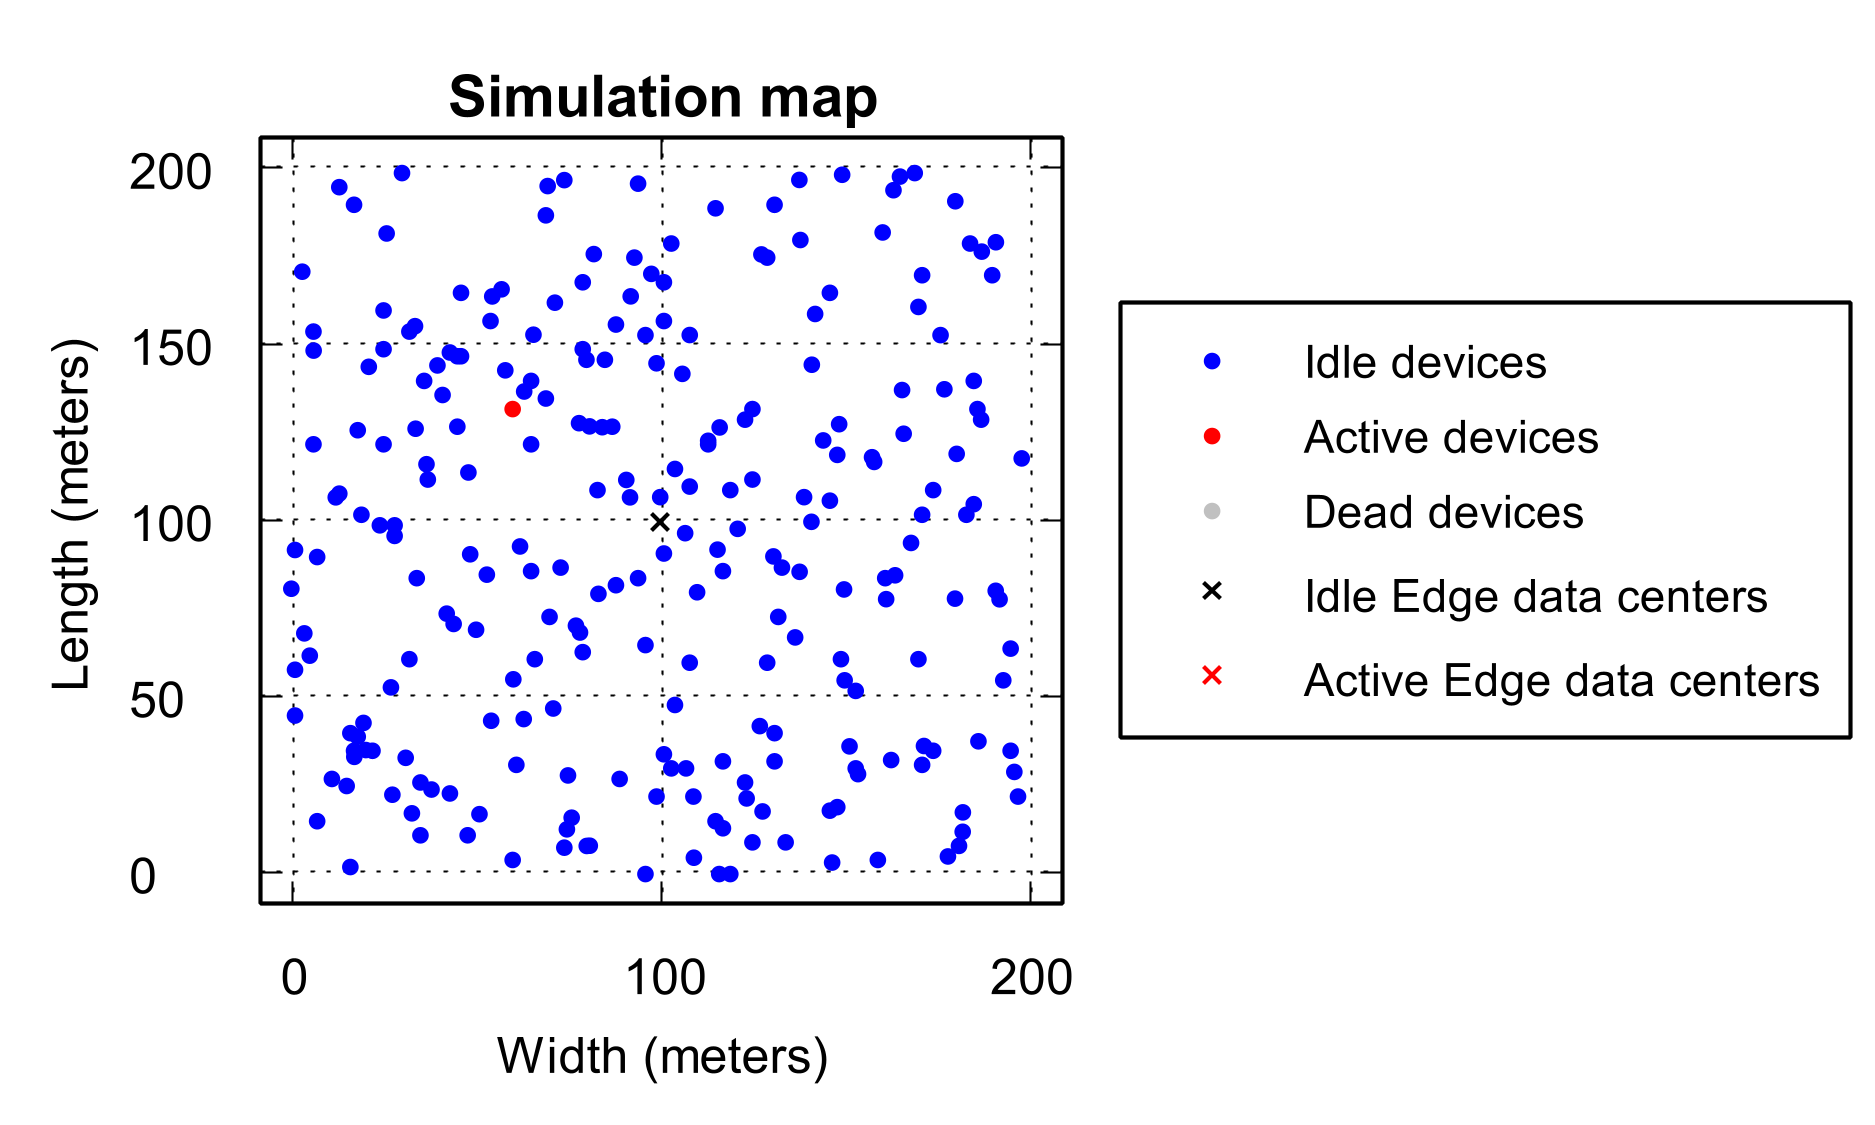 Simulation map
200
150
100
50
0
Length (meters)
0 100 200
Width (meters)
Idle devices
Active devices
Dead devices
Idle Edge data centers
Active Edge data centers